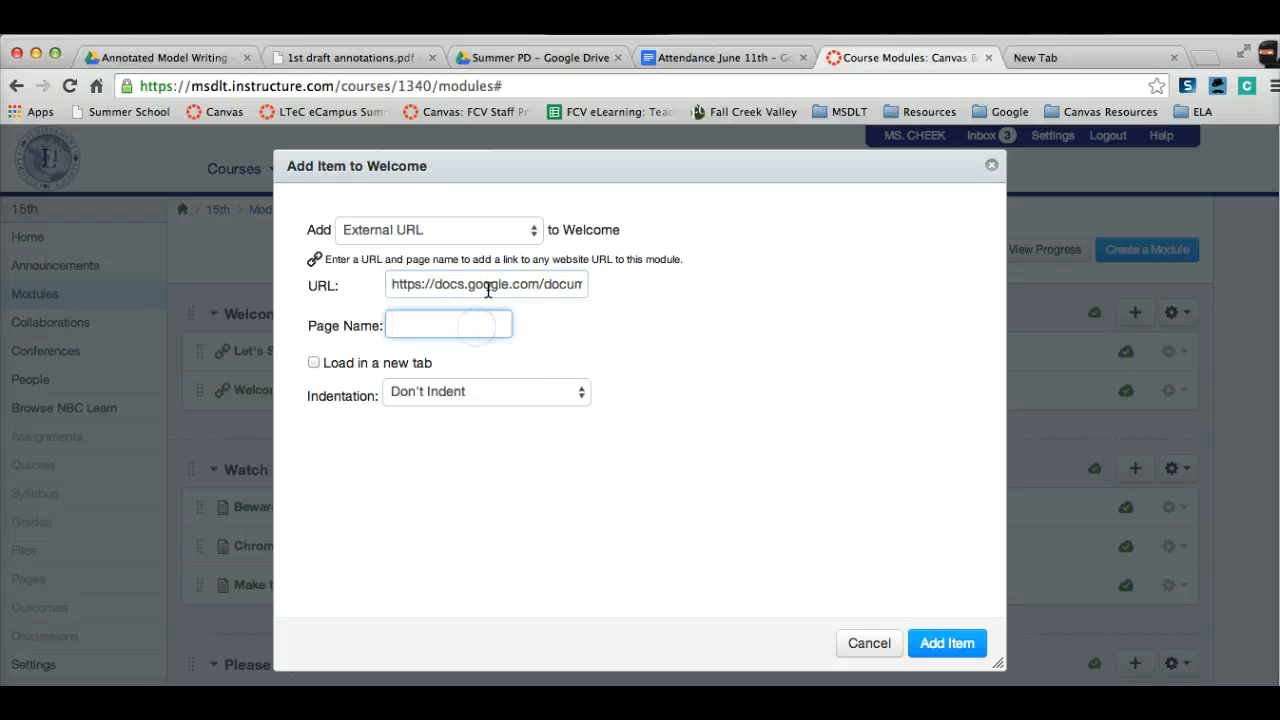 Annotated Model Writing
1st draft annotations.pdf
Summer PD – Google Drive
Attendance June 11th – G
Course Modules: Canvas B
New Tab
https://msdlt.instructure.com/courses/1340/modules#
Apps
Summer School
Canvas
LTeC eCampus Sum
Canvas: FCV Staff Pr
FCV eLearning: Tea
Fall Creek Valley
MSDLT
Resources
Google
Canvas Resources
ELA
MS. CHEEK
Inbox 3
Settings
Logout
Help
Courses
15th
15th
Mod
View Progress
Create a Module
Home
Announcements
Modules
Collaborations
Conferences
People
Browse NBC Learn
Assignments
Quizzes
Syllabus
Grades
Files
Pages
Outcomes
Discussions
Settings
Welcom
Let's S
Welcor
Watch
Bewar
Chrom
Make t
Please
Add Item to Welcome
Add External URL to Welcome
Enter a URL and page name to add a link to any website URL to this module.
URL: https://docs.google.com/docum
Page Name:
Load in a new tab
Indentation: Don't Indent
Cancel
Add Item